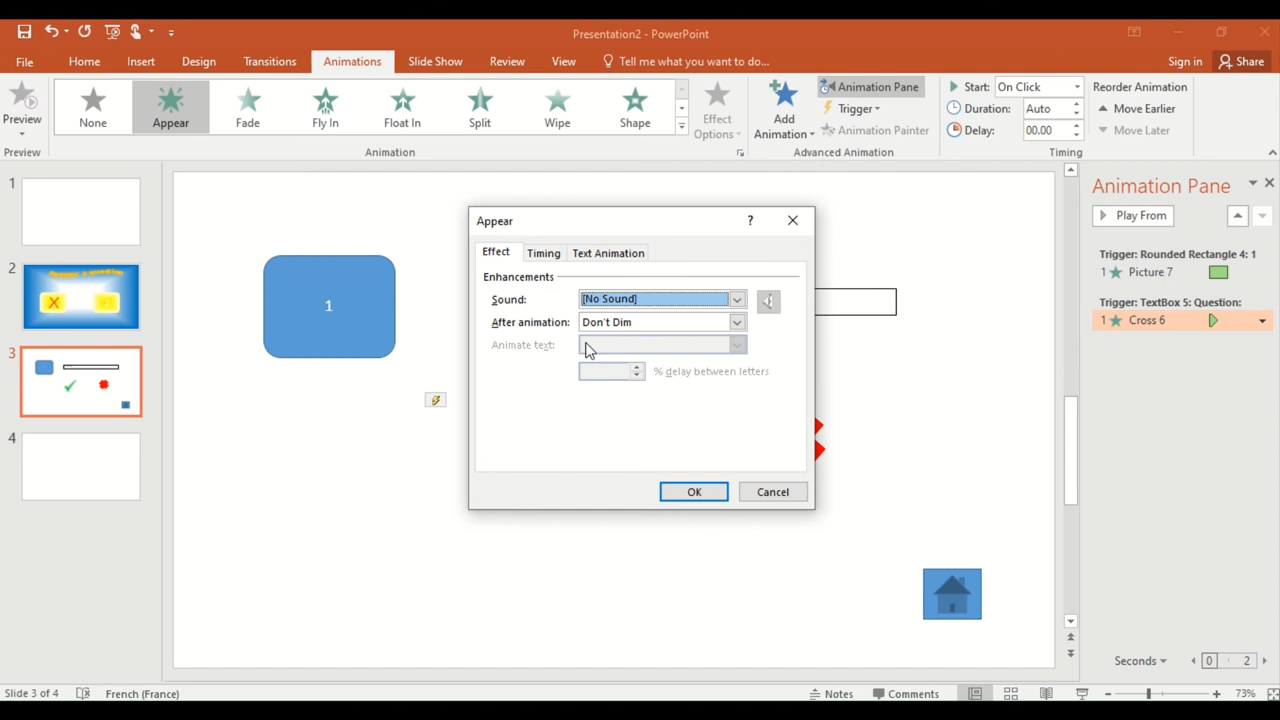 Presentation2 - PowerPoint
File Home Insert Design Transitions Animations Slide Show Review View Tell me what you want to do... Sign in Share
Preview
None Appear Fade Fly In Float In Split Wipe Shape
Effect Options
Add Animation
Animation Pane
Trigger
Animation Painter
Start: On Click
Duration: Auto
Delay: 00.00
Reorder Animation
Move Earlier
Move Later
Preview Animation Advanced Animation Timing
1
2
X
3
4
1
Appear
?
Effect Timing Text Animation
Enhancements
Sound: [No Sound]
After animation: Don't Dim
Animate text:
% delay between letters
OK Cancel
Animation Pane
Play From
Trigger: Rounded Rectangle 4: 1
1 Picture 7
Trigger: TextBox 5: Question:
1 Cross 6
Seconds 0 2
Slide 3 of 4 French (France) Notes Comments 73%